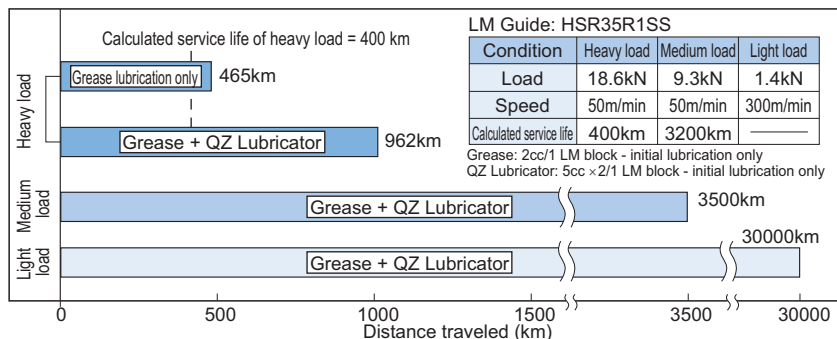 Calculated service life of heavy load = 400 km
Heavy load
Grease lubrication only
465km
Grease + QZ Lubricator
962km
Medium load
Grease + QZ Lubricator
3500km
Light load
Grease + QZ Lubricator
30000km
0 500 1000 1500 3500 30000
Distance traveled (km)
LM Guide: HSR35R1SS
Condition Heavy load Medium load Light load
Load 18.6kN 9.3kN 1.4kN
Speed 50m/min 50m/min 300m/min
Calculated service life 400km 3200km ———
Grease: 2cc/1 LM block - initial lubrication only
QZ Lubricator: 5cc ×2/1 LM block - initial lubrication only